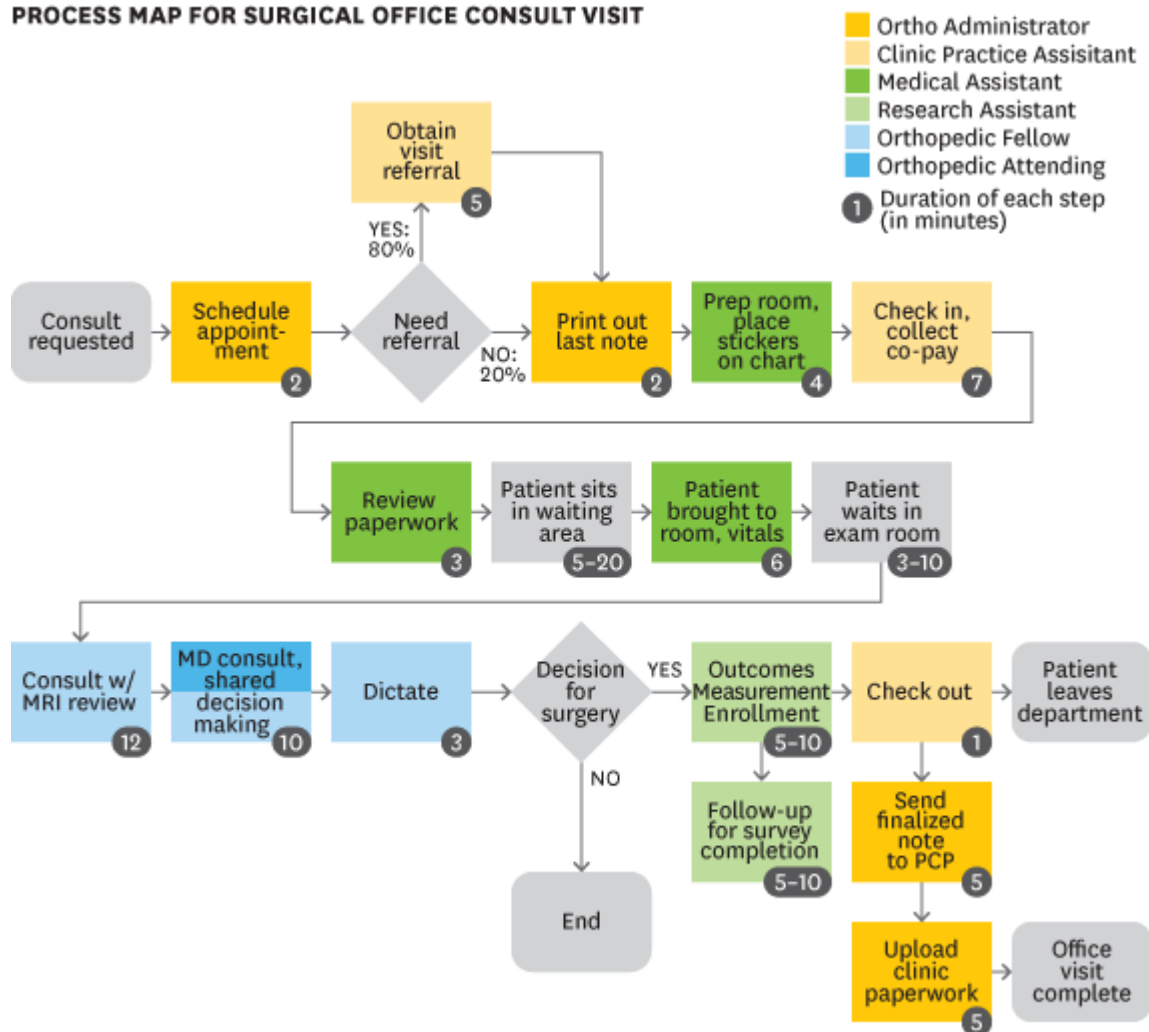 PROCESS MAP FOR SURGICAL OFFICE CONSULT VISIT
Ortho Administrator
Clinic Practice Assisitant
Medical Assistant
Research Assistant
Orthopedic Fellow
Orthopedic Attending
1 Duration of each step
(in minutes)
Obtain
visit
referral
5
YES:
80%
Consult
requested
Schedule
appoint-
ment
2
Need
referral
NO:
20%
Print out
last note
2
Prep room,
place
stickers
on chart
4
Check in,
collect
co-pay
7
Review
paperwork
3
Patient sits
in waiting
area
5–20
Patient
brought to
room, vitals
6
Patient
waits in
exam room
3–10
Consult w/
MRI review
12
MD consult,
shared
decision
making
10
Dictate
3
Decision
for
surgery
YES
NO
End
Outcomes
Measurement
Enrollment
5–10
Follow-up
for survey
completion
5–10
Check out
1
Patient
leaves
department
Send
finalized
note
to PCP
5
Upload
clinic
paperwork
5
Office
visit
complete